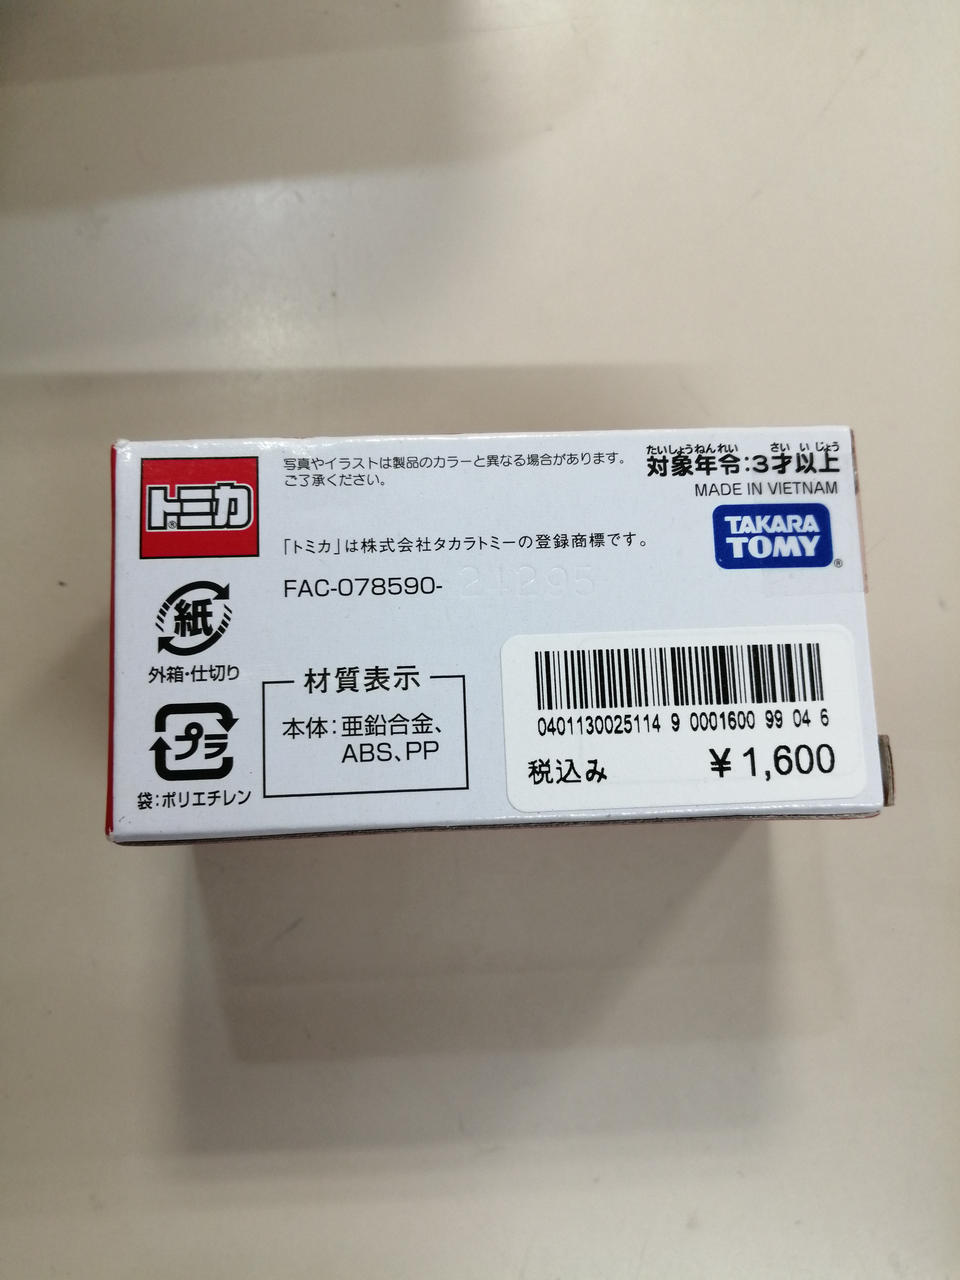 トミカ®
写真やイラストは製品のカラーと異なる場合があります。
ご了承ください。
たいしょうねんれい さい いじょう
対象年令:3才以上
MADE IN VIETNAM
TAKARA
TOMY®
「トミカ」は株式会社タカラトミーの登録商標です。
FAC-078590-
紙
外箱・仕切り
プラ
袋:ポリエチレン
材質表示
本体:亜鉛合金、
ABS、PP
0401130025114 9 0001600 99 04 6
税込み ¥1,600